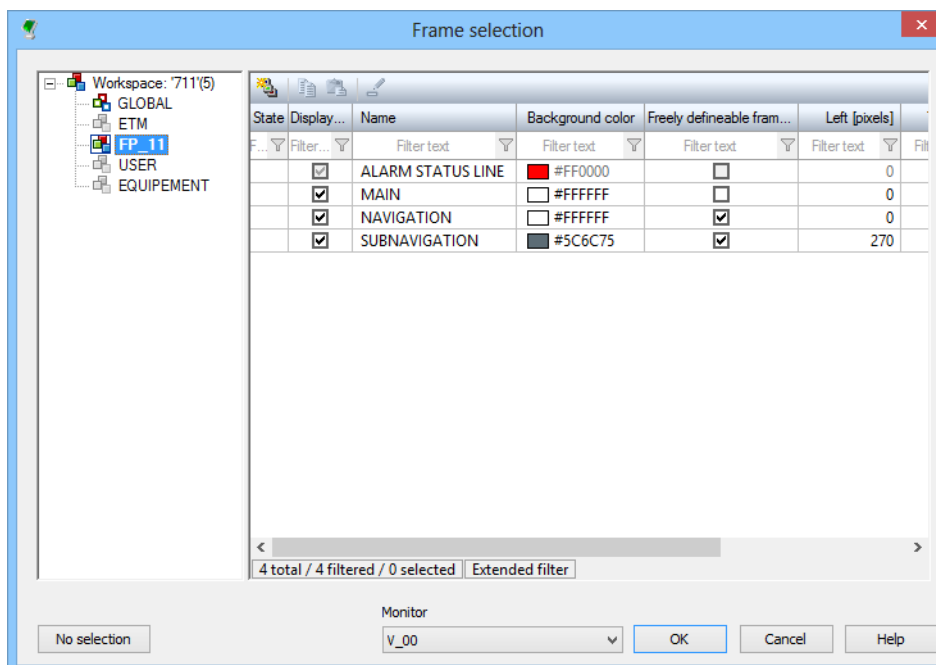 Frame selection
Workspace: '711'(5)
GLOBAL
ETM
FP_11
USER
EQUIPEMENT
State Display... Name Background color Freely defineable fram... Left [pixels]
F... Filter... Filter text Filter text Filter text Filter text
ALARM STATUS LINE #FF0000 0
MAIN #FFFFFF 0
NAVIGATION #FFFFFF 0
SUBNAVIGATION #5C6C75 270
4 total / 4 filtered / 0 selected Extended filter
Monitor
No selection V_00 OK Cancel Help